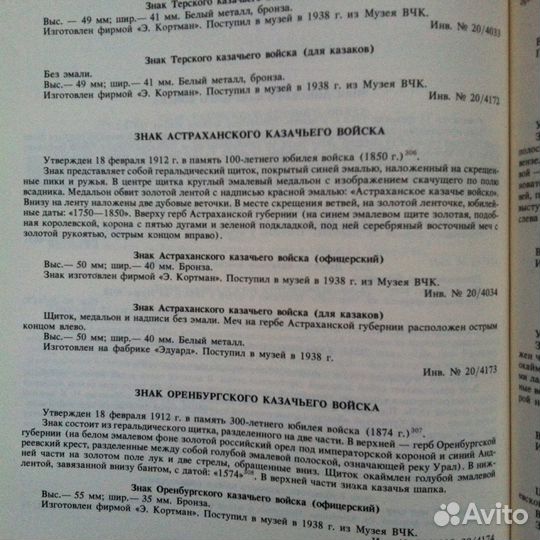 Знак Терского казачьего
Выс.— 49 мм; шир.— 41 мм. Белый металл, бронза.
Изготовлен фирмой «Э. Кортман». Поступил в музей в 1938 г. из Музея ВЧК.
Инв. № 20/4033
Знак Терского казачьего войска (для казаков)
Без эмали.
Выс.— 49 мм; шир.— 41 мм. Белый металл, бронза.
Изготовлен фирмой «Э. Кортман». Поступил в музей в 1938 г. из Музея ВЧК.
Инв. № 20/4172
ЗНАК АСТРАХАНСКОГО КАЗАЧЬЕГО ВОЙСКА
Утвержден 18 февраля 1912 г. в память 100-летнего юбилея войска (1850 г.)³⁰⁶.
Знак представляет собой геральдический щиток, покрытый синей эмалью, наложенный на скрещен-
ные пики и ружья. В центре щитка круглый эмалевый медальон с изображением скачущего по полю
всадника. Медальон обвит золотой лентой с надписью красной эмалью: «Астраханское казачье войско».
Внизу на ленту наложены две дубовые веточки. В месте скрещения ветвей, на золотой ленточке, юбилей-
ные даты: «1750—1850». Вверху герб Астраханской губернии (на синем эмалевом щите золотая, подоб-
ная королевской, корона с пятью дугами и зеленой подкладкой, под ней серебряный восточный меч с
золотой рукоятью, острым концом вправо).
Знак Астраханского казачьего войска (офицерский)
Выс.— 50 мм; шир.— 40 мм. Бронза.
Знак изготовлен фирмой «Э. Кортман». Поступил в музей в 1938 г. из Музея ВЧК.
Инв. № 20/4034
Знак Астраханского казачьего войска (для казаков)
Щиток, медальон и надписи без эмали. Меч на гербе Астраханской губернии расположен острым
концом влево.
Выс.— 50 мм; шир.— 40 мм. Белый металл.
Изготовлен на фабрике «Эдуард». Поступил в музей в 1938 г.
Инв. № 20/4173
ЗНАК ОРЕНБУРГСКОГО КАЗАЧЬЕГО ВОЙСКА
Утвержден 18 февраля 1912 г. в память 300-летнего юбилея войска (1874 г.)³⁰⁷.
Знак состоит из геральдического щитка, разделенного на две части. В верхней — герб Оренбургской
губернии (на белом эмалевом фоне золотой российский орел под императорской короной и синий Анд-
реевский крест, разделенные между собой голубой эмалевой полоской, означающей реку Урал). В ниж-
ней части на золотом поле лук и две стрелы, обращенные вниз. Щиток окаймлен голубой эмалевой
лентой, завязанной внизу бантом, с датой: «1574»³⁰⁸. В верхней части знака казачья шапка.
Знак Оренбургского казачьего войска (офицерский)
Выс.— 55 мм; шир.— 35 мм. Бронза.
Изготовлен фирмой «Э. Кортман». Поступил в музей в 1938 г. из Музея ВЧК.
Инв. № 20/4174
Avito